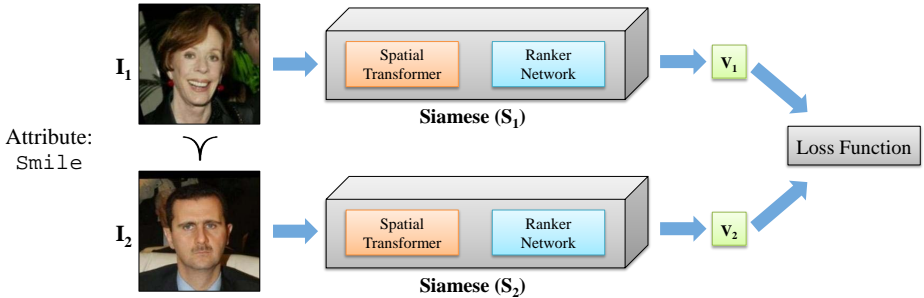 I₁
Spatial
Transformer
Ranker
Network
V₁
Siamese (S₁)
Attribute:
Smile
Loss Function
I₂
Spatial
Transformer
Ranker
Network
V₂
Siamese (S₂)